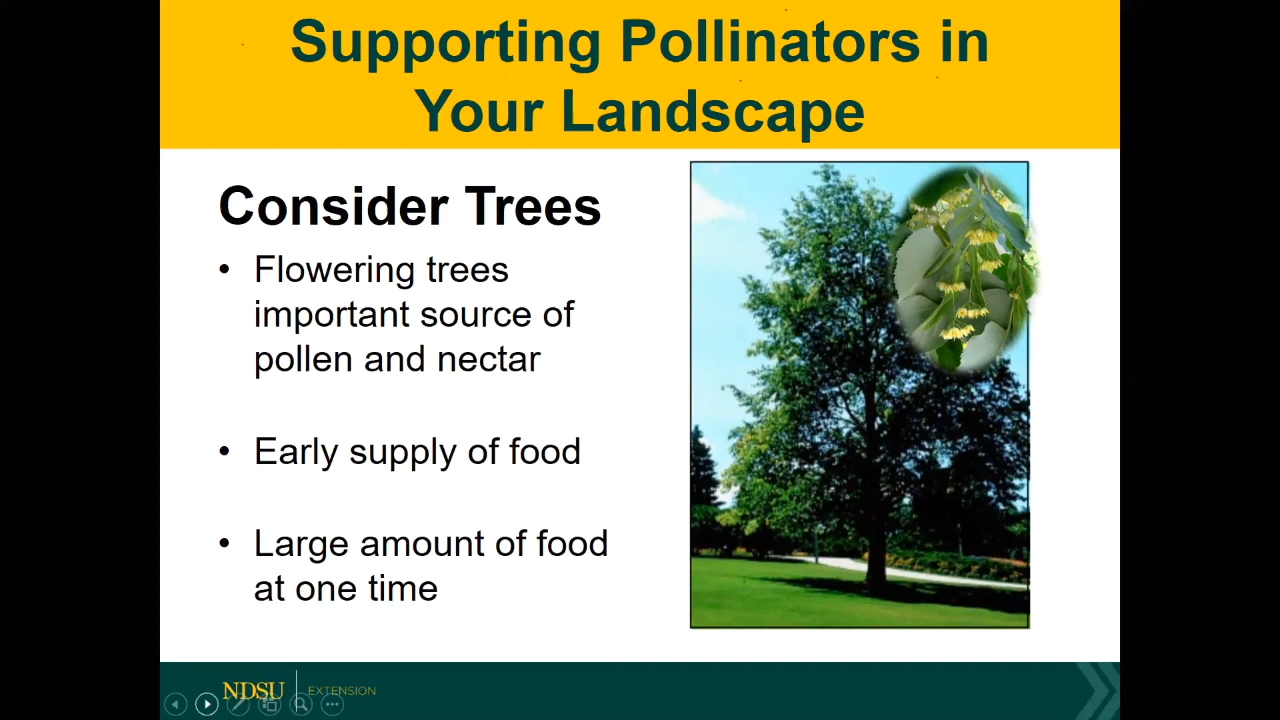 Supporting Pollinators in
Your Landscape
Consider Trees
• Flowering trees
important source of
pollen and nectar
• Early supply of food
• Large amount of food
at one time
NDSU EXTENSION